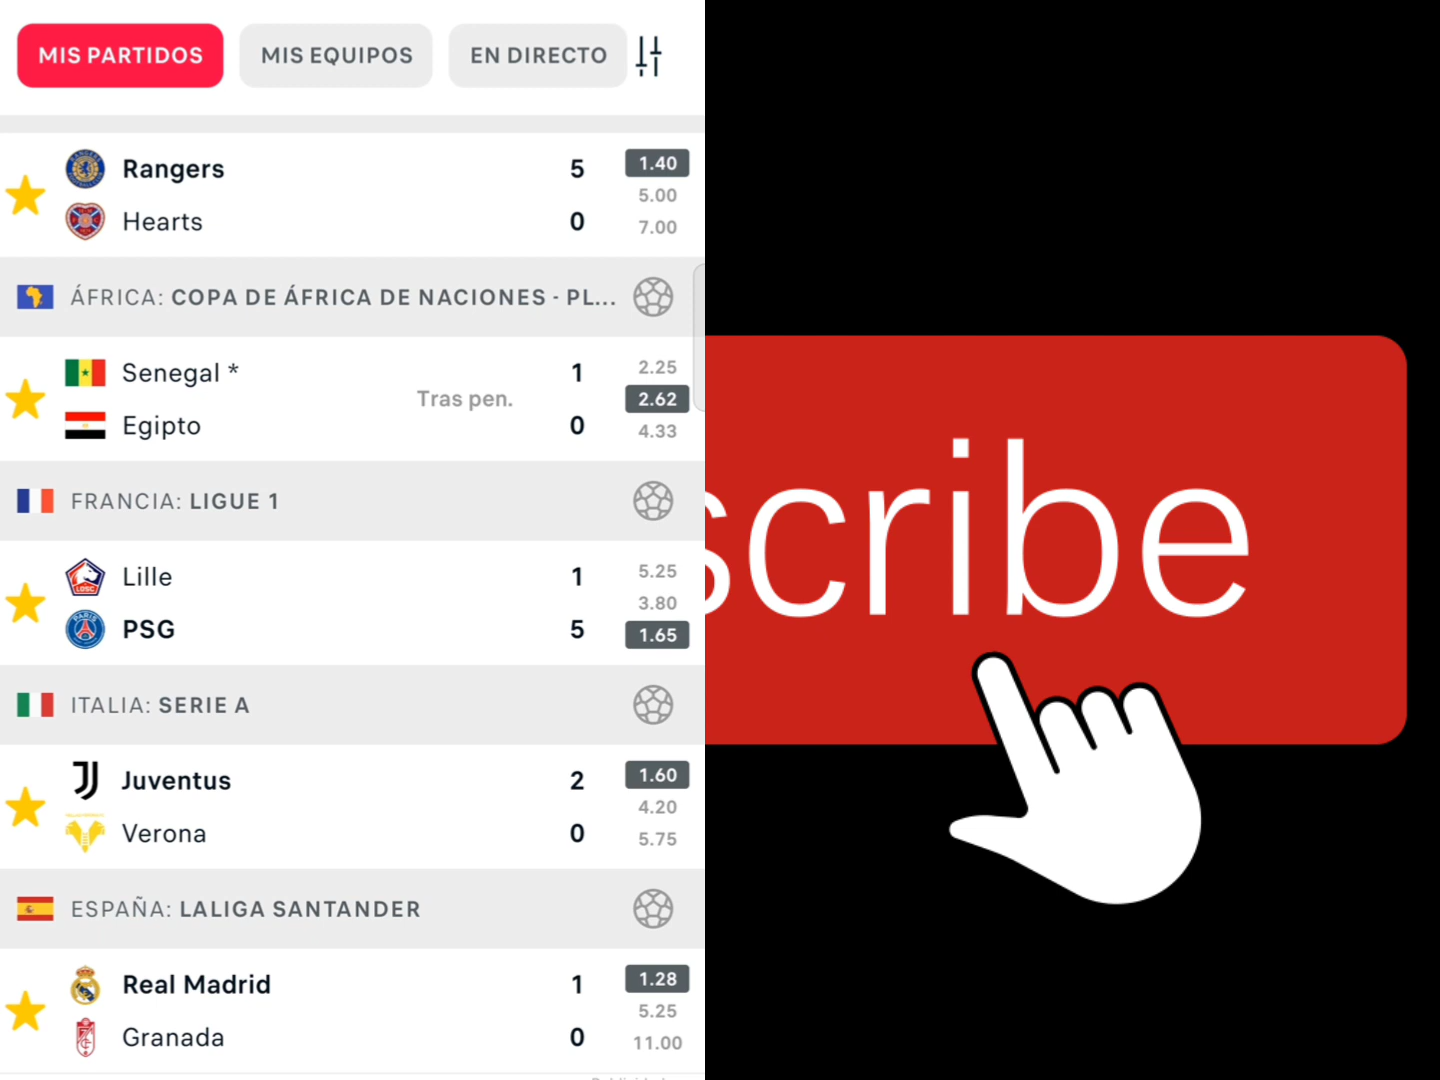 MIS PARTIDOS MIS EQUIPOS EN DIRECTO
Rangers 5 1.40
5.00
Hearts 0 7.00
ÁFRICA: COPA DE ÁFRICA DE NACIONES - PL...
Senegal * 1 2.25
Tras pen. 2.62
Egipto 0 4.33
FRANCIA: LIGUE 1
Lille 1 5.25
3.80
PSG 5 1.65
ITALIA: SERIE A
Juventus 2 1.60
4.20
Verona 0 5.75
ESPAÑA: LALIGA SANTANDER
Real Madrid 1 1.28
5.25
Granada 0 11.00
scribe